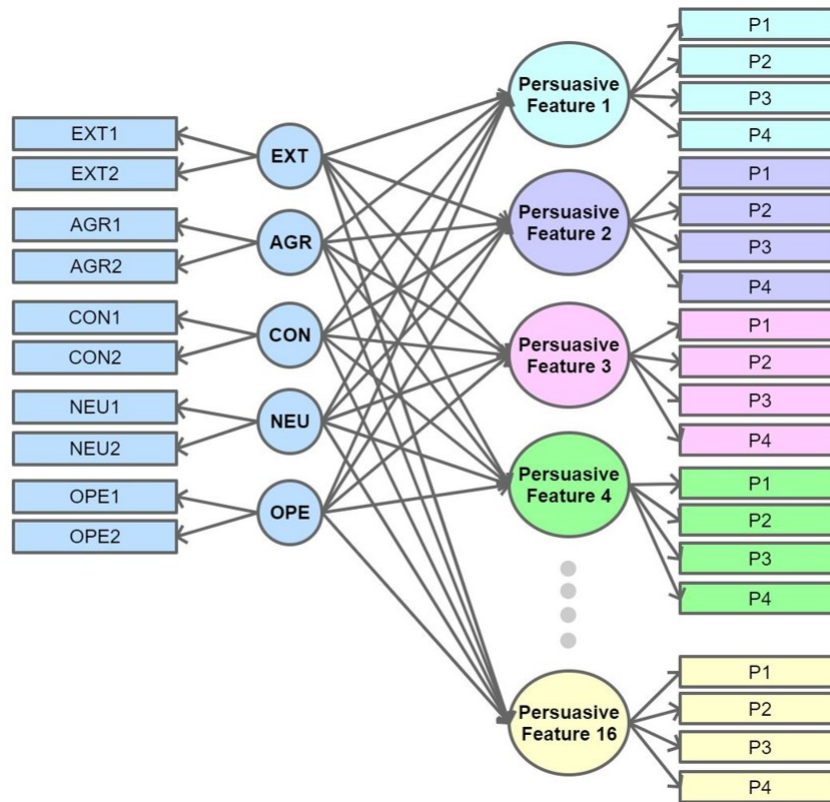 EXT1
EXT2
AGR1
AGR2
CON1
CON2
NEU1
NEU2
OPE1
OPE2
EXT
AGR
CON
NEU
OPE
Persuasive
Feature 1
Persuasive
Feature 2
Persuasive
Feature 3
Persuasive
Feature 4
Persuasive
Feature 16
P1
P2
P3
P4
P1
P2
P3
P4
P1
P2
P3
P4
P1
P2
P3
P4
P1
P2
P3
P4